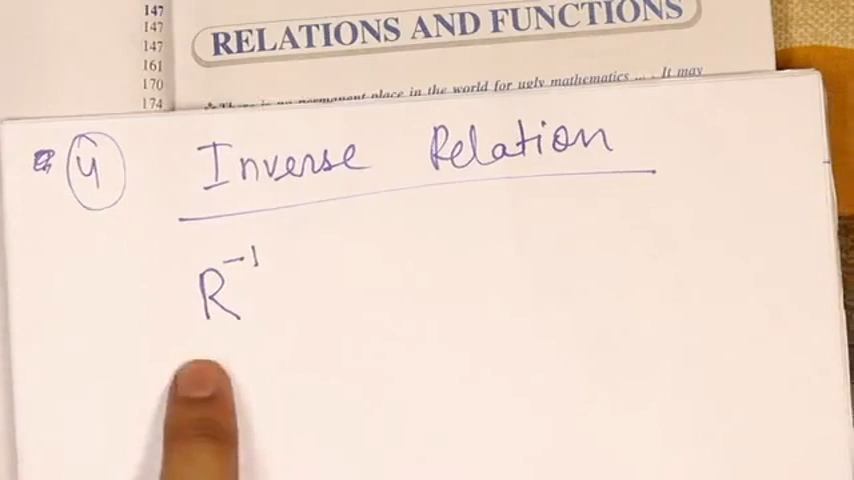 147
147
147
161
170
174
RELATIONS AND FUNCTIONS
There is no permanent place in the world for ugly mathematics ... . It may
4 Inverse Relation
R⁻¹